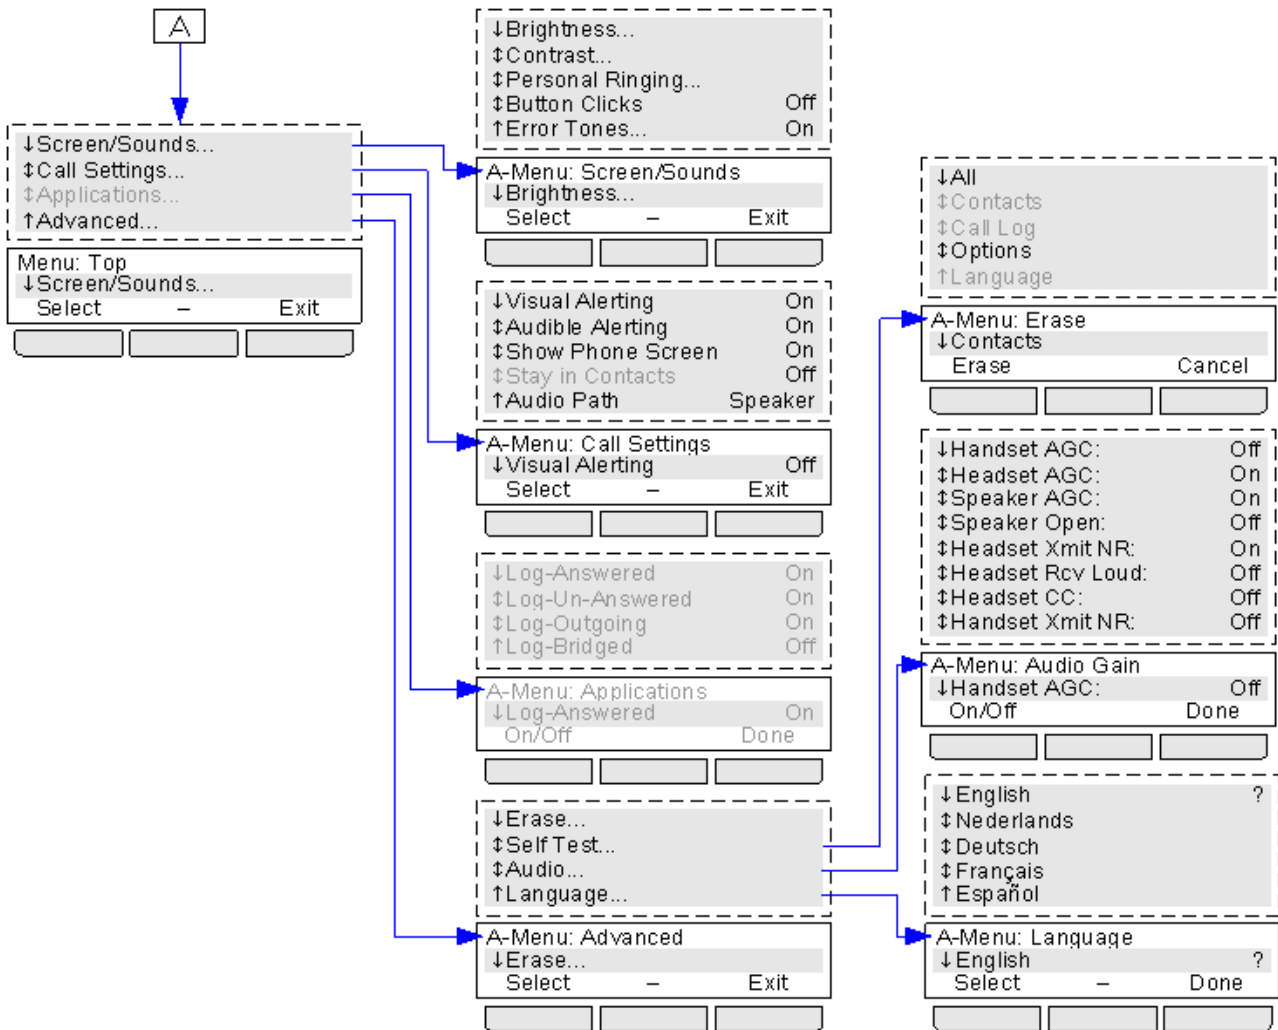 A
↓Screen/Sounds...
↕Call Settings...
↕Applications...
↑Advanced...
Menu: Top
↓Screen/Sounds...
Select – Exit
↓Brightness...
↕Contrast...
↕Personal Ringing...
↕Button Clicks Off
↑Error Tones... On
A-Menu: Screen/Sounds
↓Brightness...
Select – Exit
↓Visual Alerting On
↕Audible Alerting On
↕Show Phone Screen On
↕Stay in Contacts Off
↑Audio Path Speaker
A-Menu: Call Settings
↓Visual Alerting Off
Select – Exit
↓Log-Answered On
↕Log-Un-Answered On
↕Log-Outgoing On
↑Log-Bridged Off
A-Menu: Applications
↓Log-Answered On
On/Off Done
↓Erase...
↕Self Test...
↕Audio...
↑Language...
A-Menu: Advanced
↓Erase...
Select – Exit
↓All
↕Contacts
↕Call Log
↕Options
↑Language
A-Menu: Erase
↓Contacts
Erase Cancel
↓Handset AGC: Off
↕Headset AGC: On
↕Speaker AGC: On
↕Speaker Open: Off
↕Headset Xmit NR: On
↕Headset Rcv Loud: Off
↕Headset CC: Off
↕Handset Xmit NR: Off
A-Menu: Audio Gain
↓Handset AGC: Off
On/Off Done
↓English ?
↕Nederlands
↕Deutsch
↕Français
↑Español
A-Menu: Language
↓English ?
Select – Done